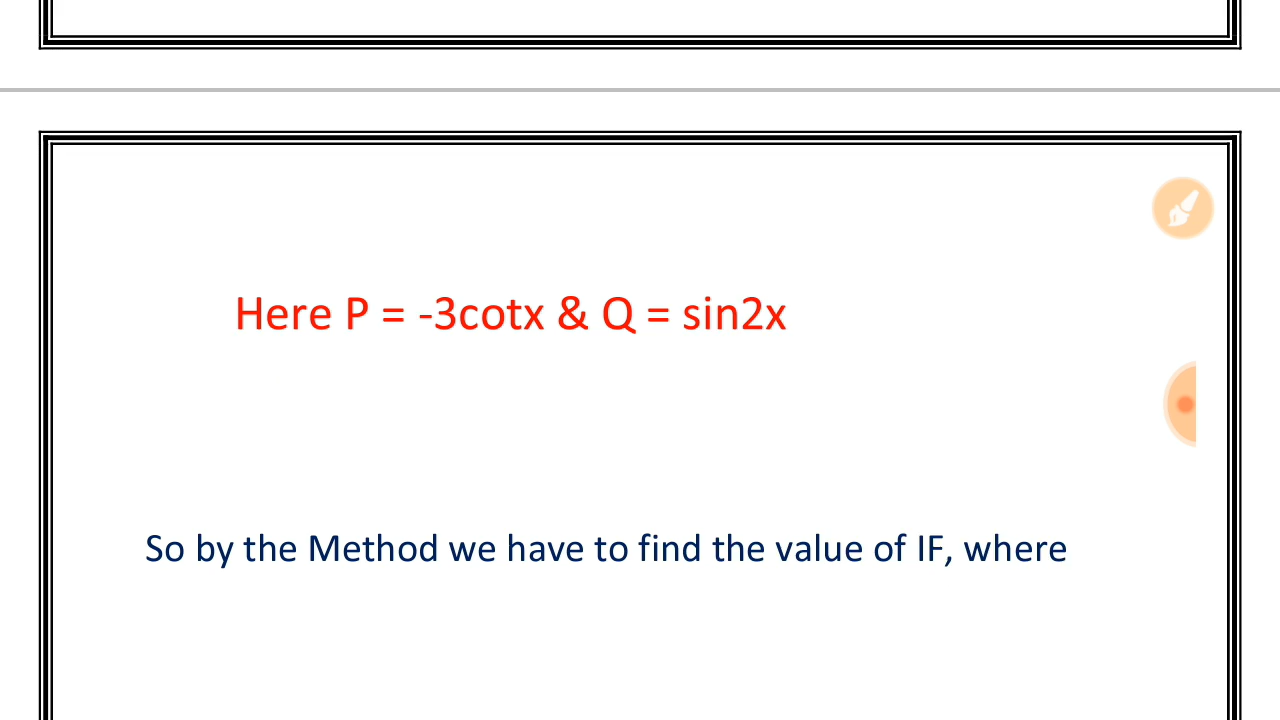 Here P = -3cotx & Q = sin2x
So by the Method we have to find the value of IF, where